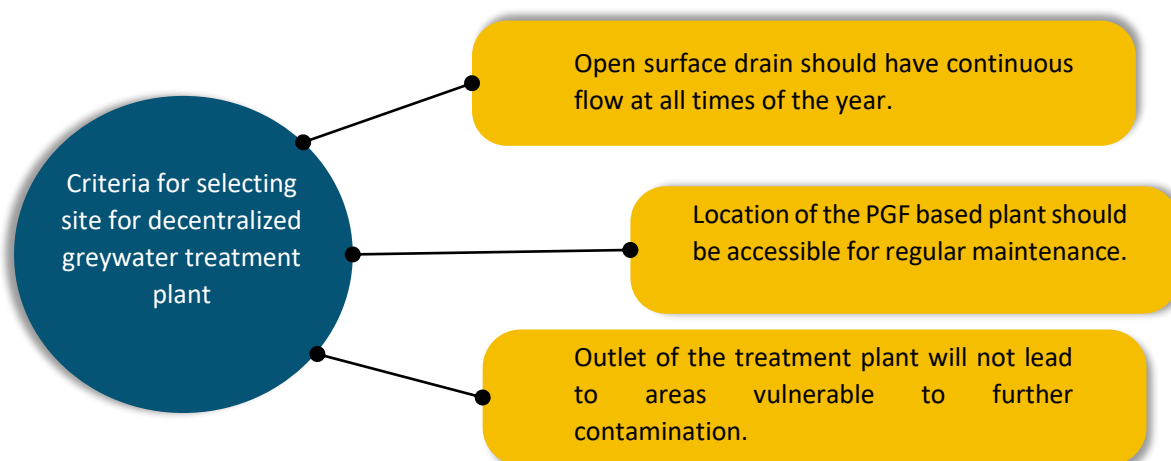 Criteria for selecting
site for decentralized
greywater treatment
plant
Open surface drain should have continuous
flow at all times of the year.
Location of the PGF based plant should
be accessible for regular maintenance.
Outlet of the treatment plant will not lead
to areas vulnerable to further
contamination.